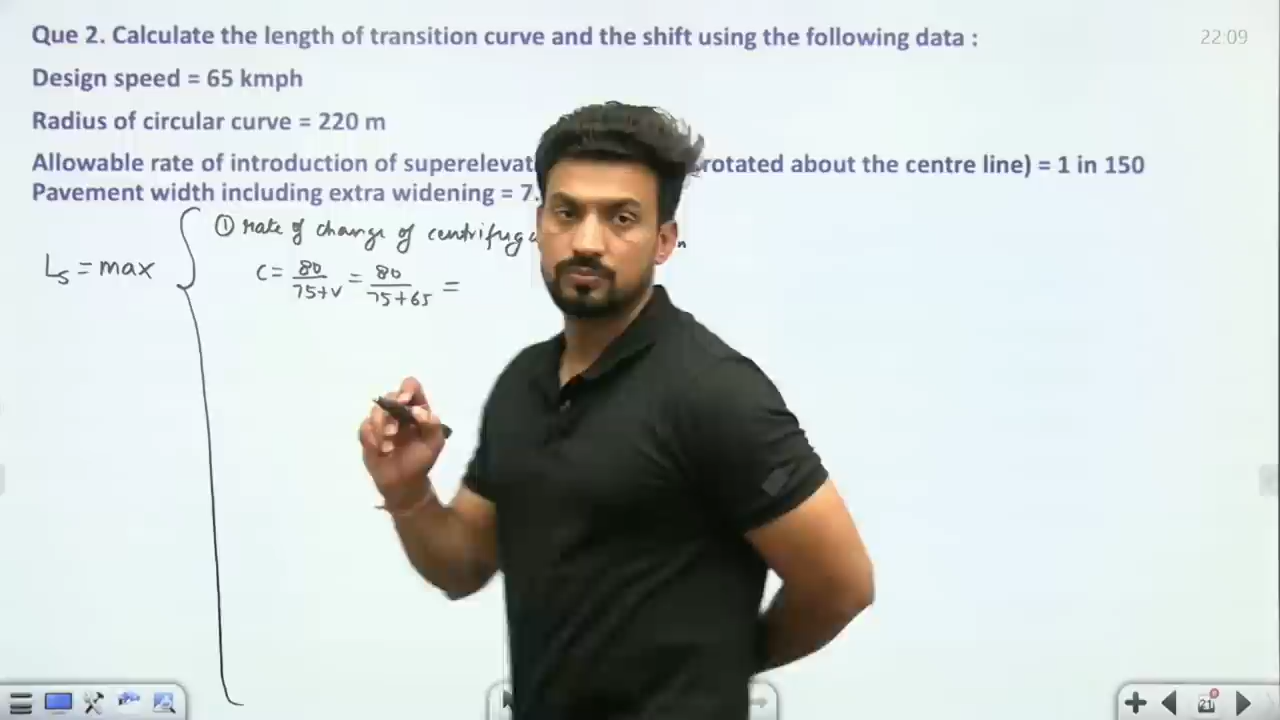 Que 2. Calculate the length of transition curve and the shift using the following data :
22:09
Design speed = 65 kmph
Radius of circular curve = 220 m
Allowable rate of introduction of superelevat rotated about the centre line) = 1 in 150
Pavement width including extra widening = 7.
① rate of change of centrifug n
Ls = max
C = 80/75+V = 80/75+65 =
21